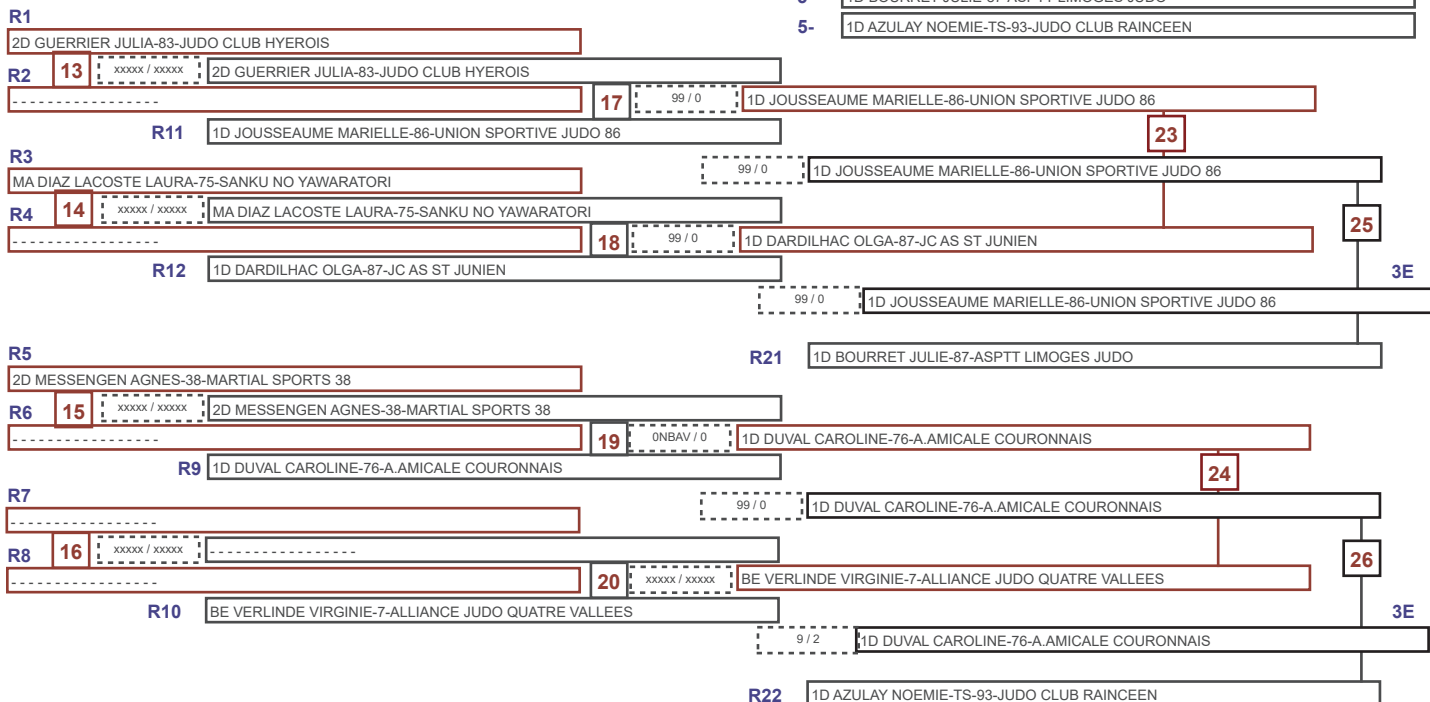 5- 1D BOURRET JULIE-87-ASPTT LIMOGES JUDO
R1
5- 1D AZULAY NOEMIE-TS-93-JUDO CLUB RAINCEEN
2D GUERRIER JULIA-83-JUDO CLUB HYEROIS
R2 13 xxxxx / xxxxx 2D GUERRIER JULIA-83-JUDO CLUB HYEROIS
- - - - - - - - - - - - - - - - - 17 99 / 0 1D JOUSSEAUME MARIELLE-86-UNION SPORTIVE JUDO 86
R11 1D JOUSSEAUME MARIELLE-86-UNION SPORTIVE JUDO 86
23
R3
99 / 0 1D JOUSSEAUME MARIELLE-86-UNION SPORTIVE JUDO 86
MA DIAZ LACOSTE LAURA-75-SANKU NO YAWARATORI
R4 14 xxxxx / xxxxx MA DIAZ LACOSTE LAURA-75-SANKU NO YAWARATORI
25
- - - - - - - - - - - - - - - - - 18 99 / 0 1D DARDILHAC OLGA-87-JC AS ST JUNIEN
R12 1D DARDILHAC OLGA-87-JC AS ST JUNIEN
3E
99 / 0 1D JOUSSEAUME MARIELLE-86-UNION SPORTIVE JUDO 86
R5
R21 1D BOURRET JULIE-87-ASPTT LIMOGES JUDO
2D MESSENGEN AGNES-38-MARTIAL SPORTS 38
R6 15 xxxxx / xxxxx 2D MESSENGEN AGNES-38-MARTIAL SPORTS 38
- - - - - - - - - - - - - - - - - 19 0NBAV / 0 1D DUVAL CAROLINE-76-A.AMICALE COURONNAIS
R9 1D DUVAL CAROLINE-76-A.AMICALE COURONNAIS
24
R7
99 / 0 1D DUVAL CAROLINE-76-A.AMICALE COURONNAIS
- - - - - - - - - - - - - - - - -
R8 16 xxxxx / xxxxx - - - - - - - - - - - - - - - - -
26
- - - - - - - - - - - - - - - - - 20 xxxxx / xxxxx BE VERLINDE VIRGINIE-7-ALLIANCE JUDO QUATRE VALLEES
R10 BE VERLINDE VIRGINIE-7-ALLIANCE JUDO QUATRE VALLEES
3E
9 / 2 1D DUVAL CAROLINE-76-A.AMICALE COURONNAIS
R22 1D AZULAY NOEMIE-TS-93-JUDO CLUB RAINCEEN